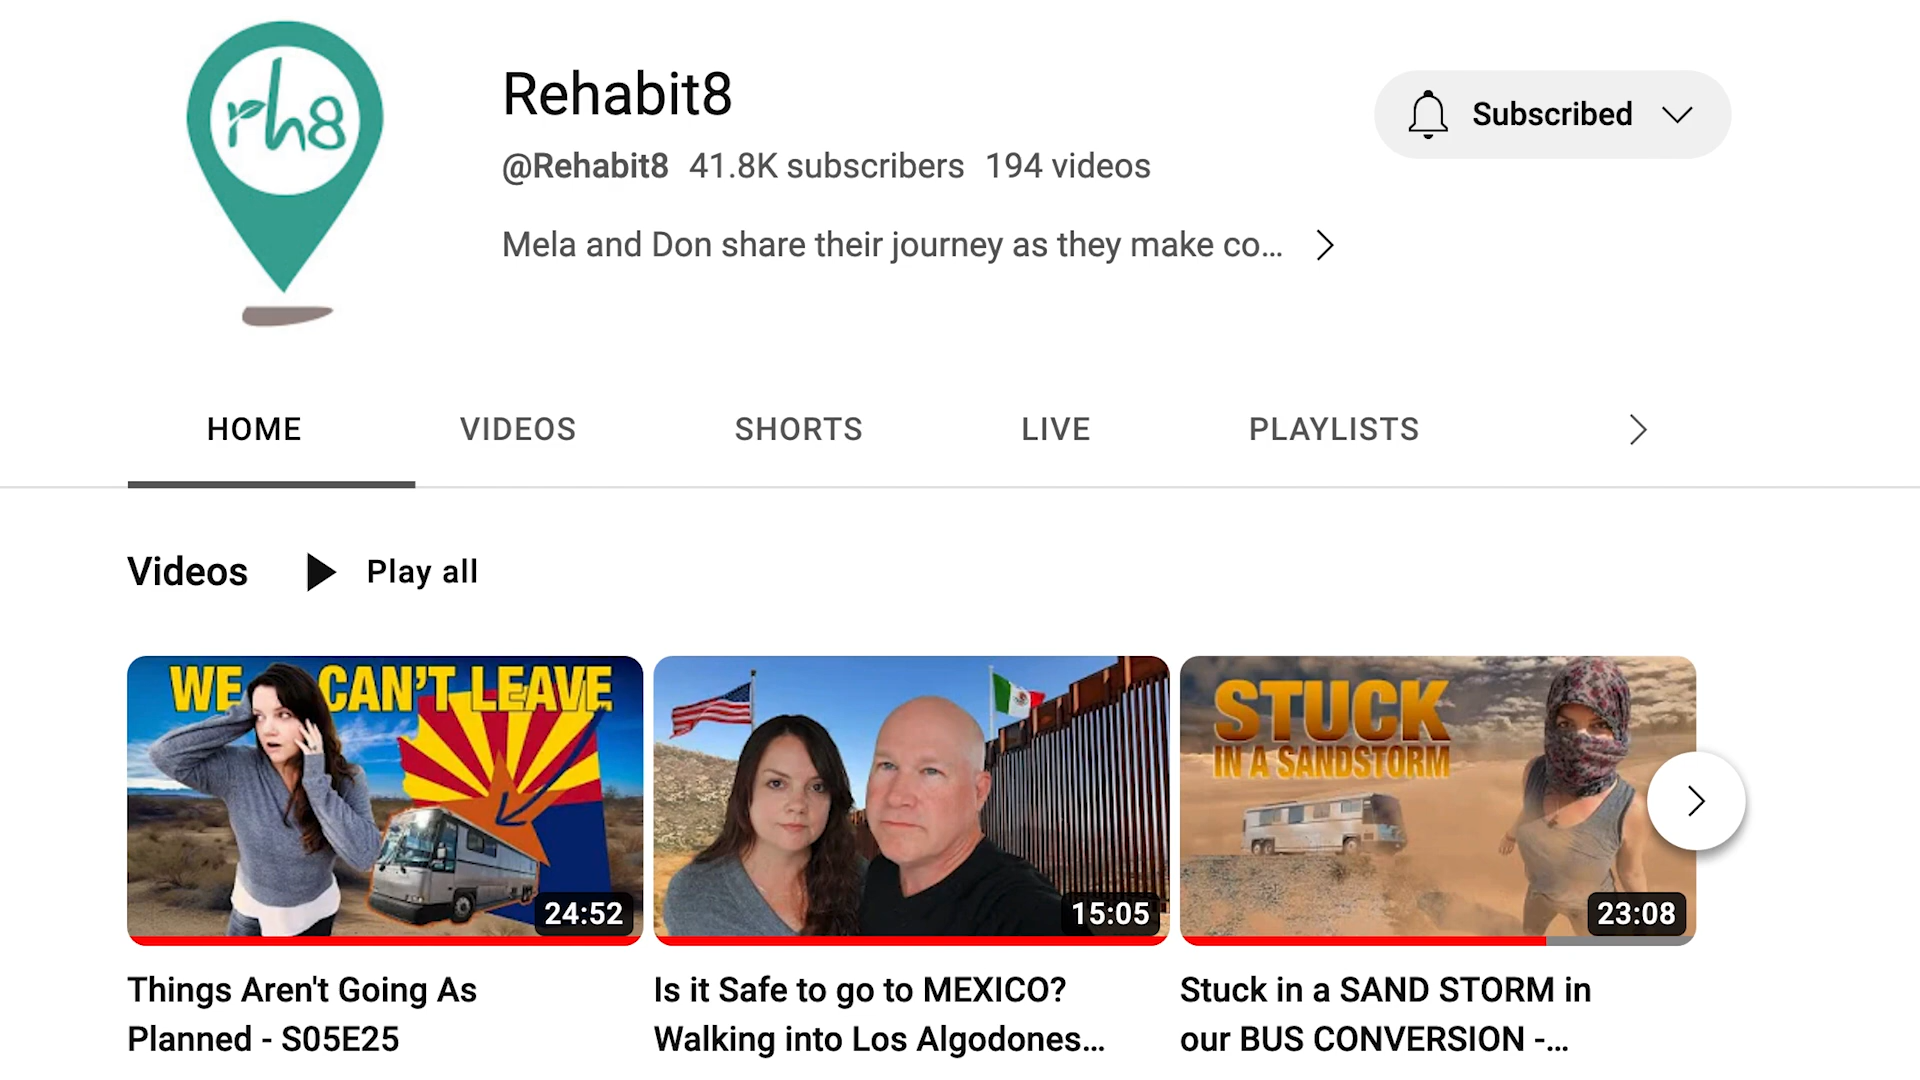 rh8
Rehabit8
@Rehabit8 41.8K subscribers 194 videos
Mela and Don share their journey as they make co...
Subscribed
HOME VIDEOS SHORTS LIVE PLAYLISTS
Videos Play all
WE CAN'T LEAVE
24:52
15:05
STUCK
IN A SANDSTORM
23:08
Things Aren't Going As
Planned - S05E25
Is it Safe to go to MEXICO?
Walking into Los Algodones...
Stuck in a SAND STORM in
our BUS CONVERSION -...